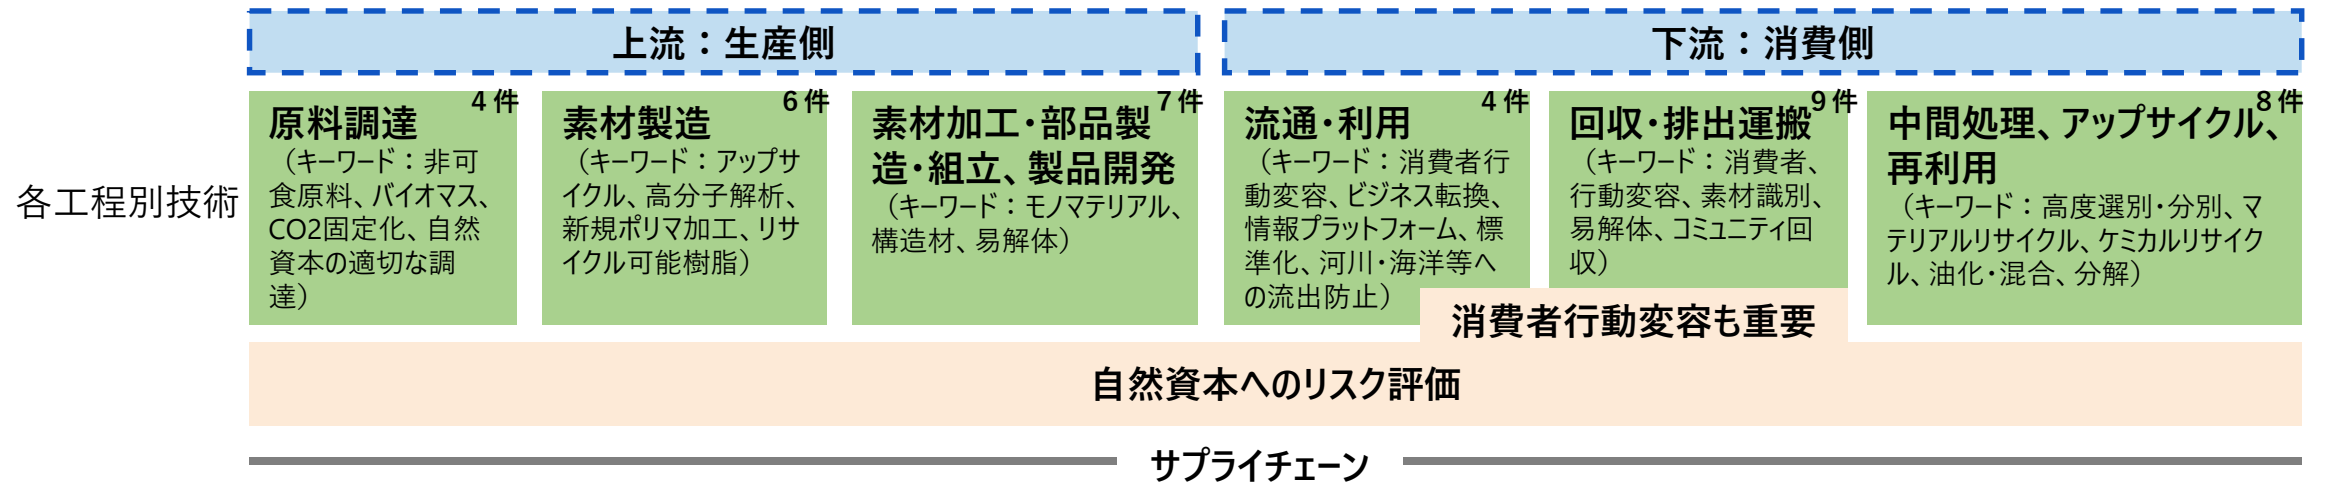 上流：生産側
下流：消費側
各工程別技術
4件
原料調達
（キーワード：非可
食原料、バイオマス、
CO2固定化、自然
資本の適切な調
達）
6件
素材製造
（キーワード：アップサ
イクル、高分子解析、
新規ポリマ加工、リサ
イクル可能樹脂）
7件
素材加工・部品製
造・組立、製品開発
（キーワード：モノマテリアル、
構造材、易解体）
4件
流通・利用
（キーワード：消費者行
動変容、ビジネス転換、
情報プラットフォーム、標
準化、河川・海洋等へ
の流出防止）
9件
回収・排出運搬
（キーワード：消費者、
行動変容、素材識別、
易解体、コミュニティ回
収）
8件
中間処理、アップサイクル、
再利用
（キーワード：高度選別・分別、マ
テリアルリサイクル、ケミカルリサイク
ル、油化・混合、分解）
消費者行動変容も重要
自然資本へのリスク評価
サプライチェーン